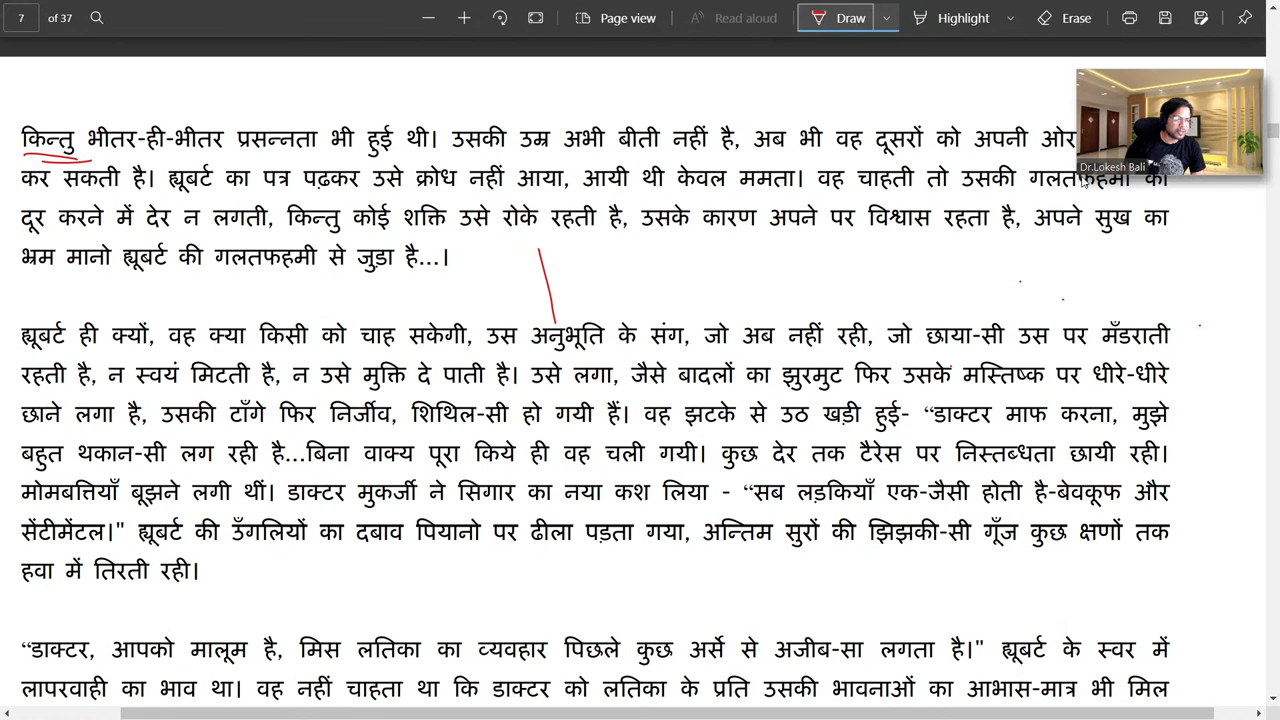 7 of 37 Page view Read aloud Draw Highlight Erase
Dr.Lokesh Bali
किन्तु भीतर-ही-भीतर प्रसन्नता भी हुई थी। उसकी उम्र अभी बीती नहीं है, अब भी वह दूसरों को अपनी ओर
कर सकती है। ह्यूबर्ट का पत्र पढ़कर उसे क्रोध नहीं आया, आयी थी केवल ममता। वह चाहती तो उसकी गलतफहमी को
दूर करने में देर न लगती, किन्तु कोई शक्ति उसे रोके रहती है, उसके कारण अपने पर विश्वास रहता है, अपने सुख का
भ्रम मानो ह्यूबर्ट की गलतफहमी से जुड़ा है...।
ह्यूबर्ट ही क्यों, वह क्या किसी को चाह सकेगी, उस अनुभूति के संग, जो अब नहीं रही, जो छाया-सी उस पर मँडराती
रहती है, न स्वयं मिटती है, न उसे मुक्ति दे पाती है। उसे लगा, जैसे बादलों का झुरमुट फिर उसके मस्तिष्क पर धीरे-धीरे
छाने लगा है, उसकी टाँगे फिर निर्जीव, शिथिल-सी हो गयी हैं। वह झटके से उठ खड़ी हुई- “डाक्टर माफ करना, मुझे
बहुत थकान-सी लग रही है...बिना वाक्य पूरा किये ही वह चली गयी। कुछ देर तक टैरेस पर निस्तब्धता छायी रही।
मोमबत्तियाँ बूझने लगी थीं। डाक्टर मुकर्जी ने सिगार का नया कश लिया - “सब लड़कियाँ एक-जैसी होती है-बेवकूफ और
सेंटीमेंटल।" ह्यूबर्ट की उँगलियों का दबाव पियानो पर ढीला पड़ता गया, अन्तिम सुरों की झिझकी-सी गूँज कुछ क्षणों तक
हवा में तिरती रही।
“डाक्टर, आपको मालूम है, मिस लतिका का व्यवहार पिछले कुछ अर्से से अजीब-सा लगता है।" ह्यूबर्ट के स्वर में
लापरवाही का भाव था। वह नहीं चाहता था कि डाक्टर को लतिका के प्रति उसकी भावनाओं का आभास-मात्र भी मिल